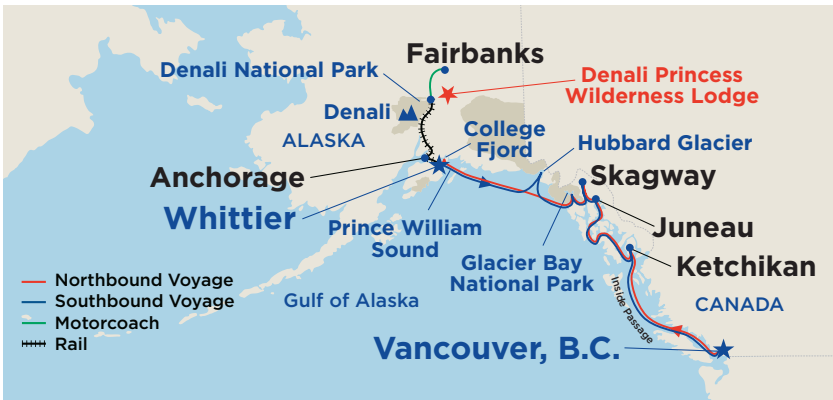 Fairbanks
Denali National Park
Denali Princess
Wilderness Lodge
Denali
ALASKA
College
Fjord
Hubbard Glacier
Anchorage
Skagway
Whittier
Prince William
Sound
Juneau
Glacier Bay
National Park
Ketchikan
Northbound Voyage
Southbound Voyage
Motorcoach
Rail
Gulf of Alaska
Inside Passage
CANADA
Vancouver, B.C.